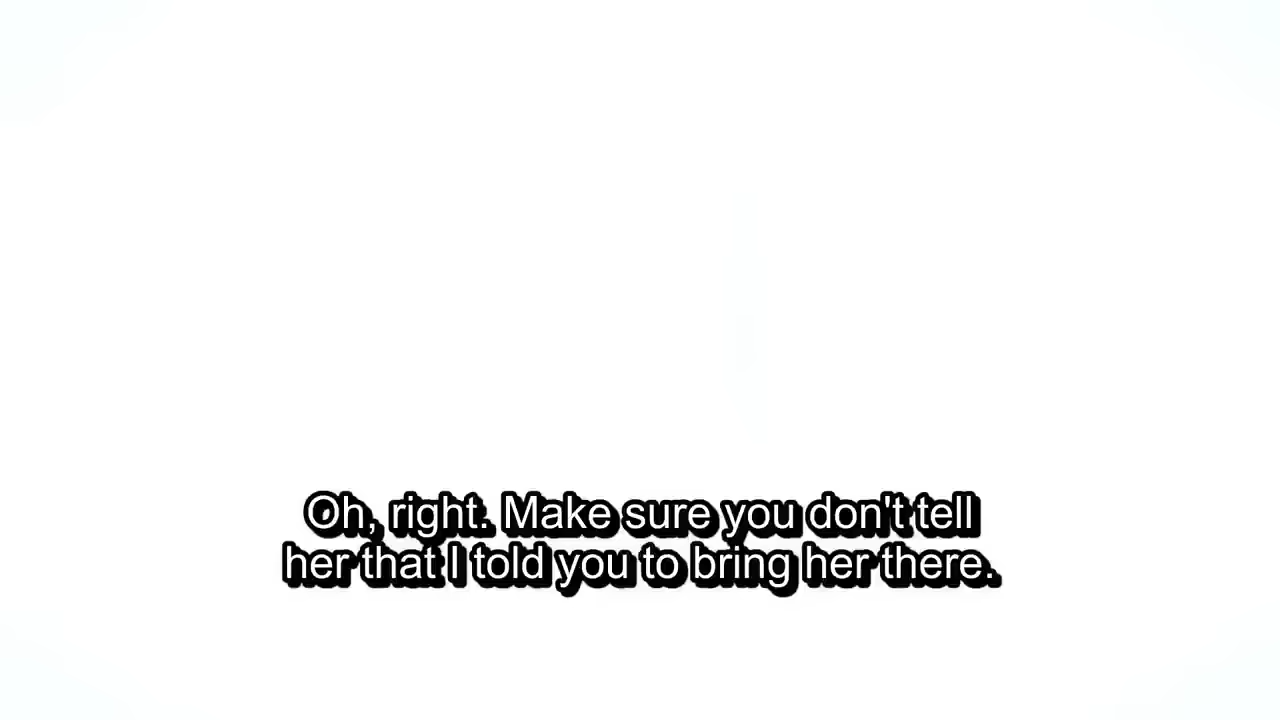 Oh, right. Make sure you don't tell
her that I told you to bring her there.